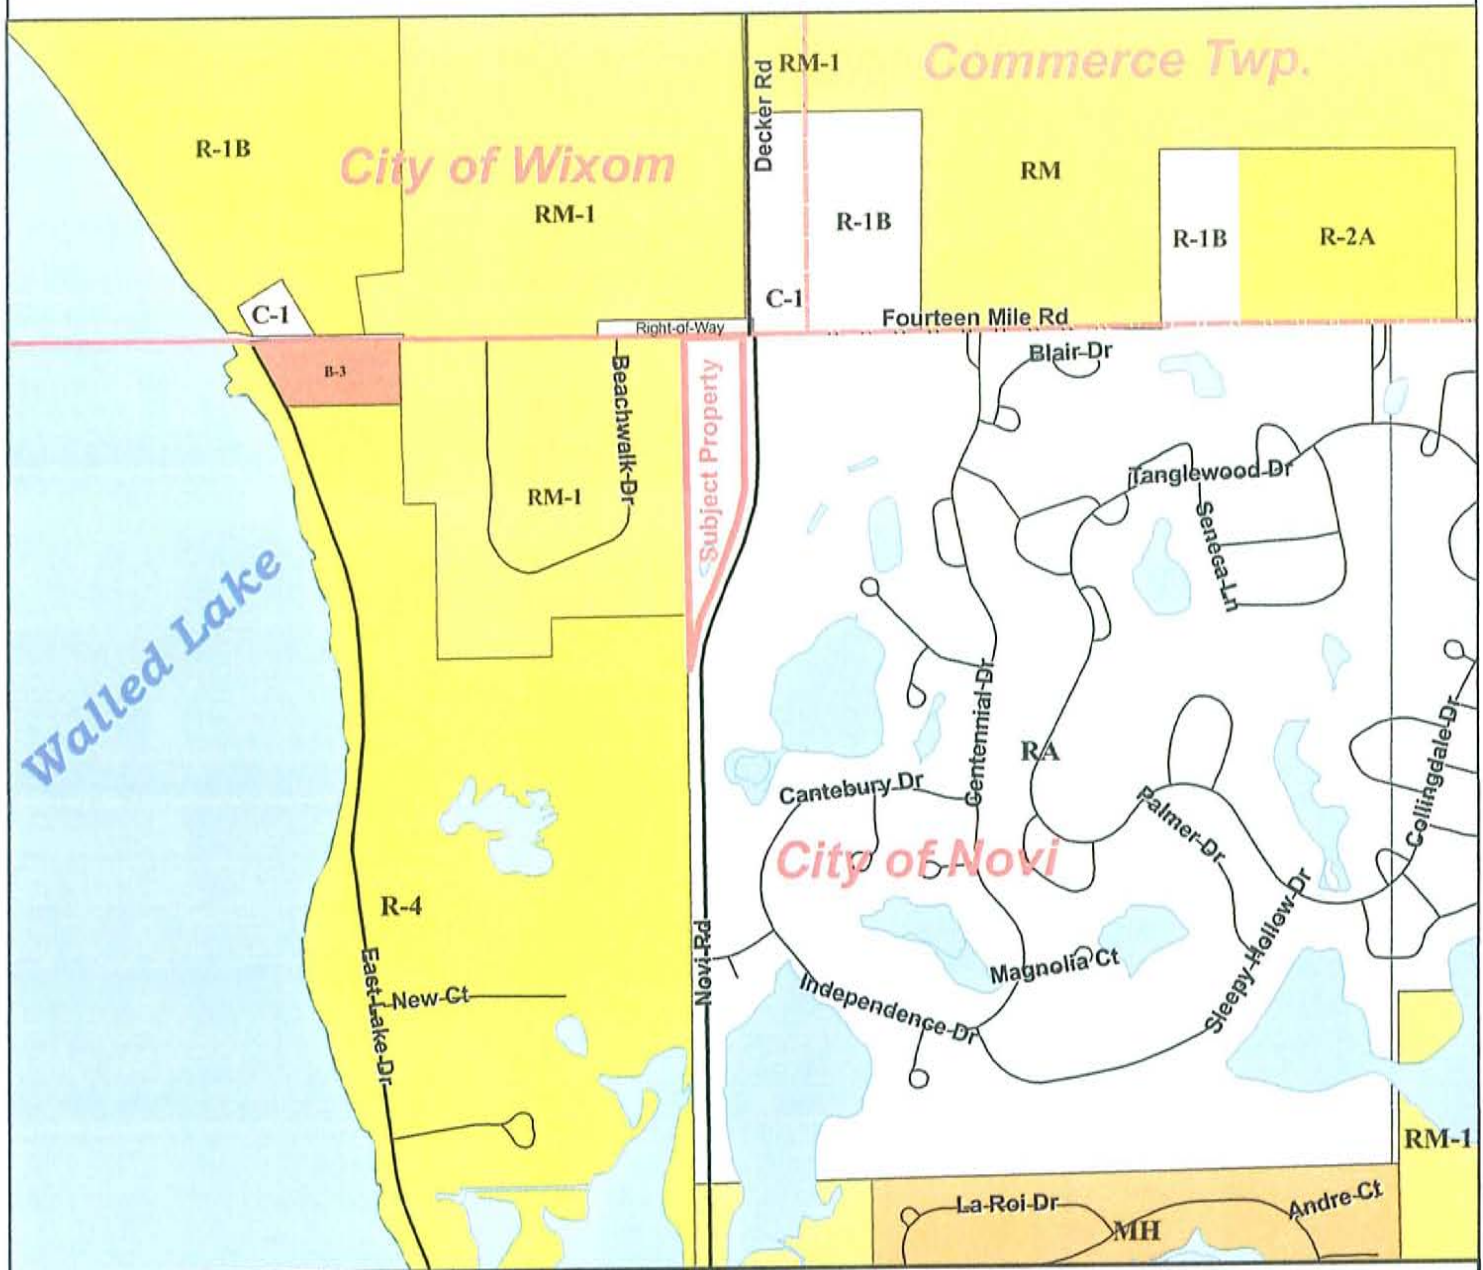 RM-1
Commerce Twp.
Decker Rd
R-1B
City of Wixom
RM-1
RM
R-1B
R-1B
R-2A
C-1
C-1
Right-of-Way
Fourteen Mile Rd
B-3
Beachwalk-Dr
Subject Property
Blair-Dr
RM-1
Tanglewood-Dr
Seneca-Ln
Walled Lake
Centennial-Dr
RA
Cantebury-Dr
Palmer-Dr
Collingdale-Dr
City of Novi
R-4
Novi-Rd
East-Lake-Dr
New-Ct
Magnolia Ct
Independence-Dr
Sleepy-Hollow-Dr
RM-1
La-Roi-Dr
MH
Andre-Ct